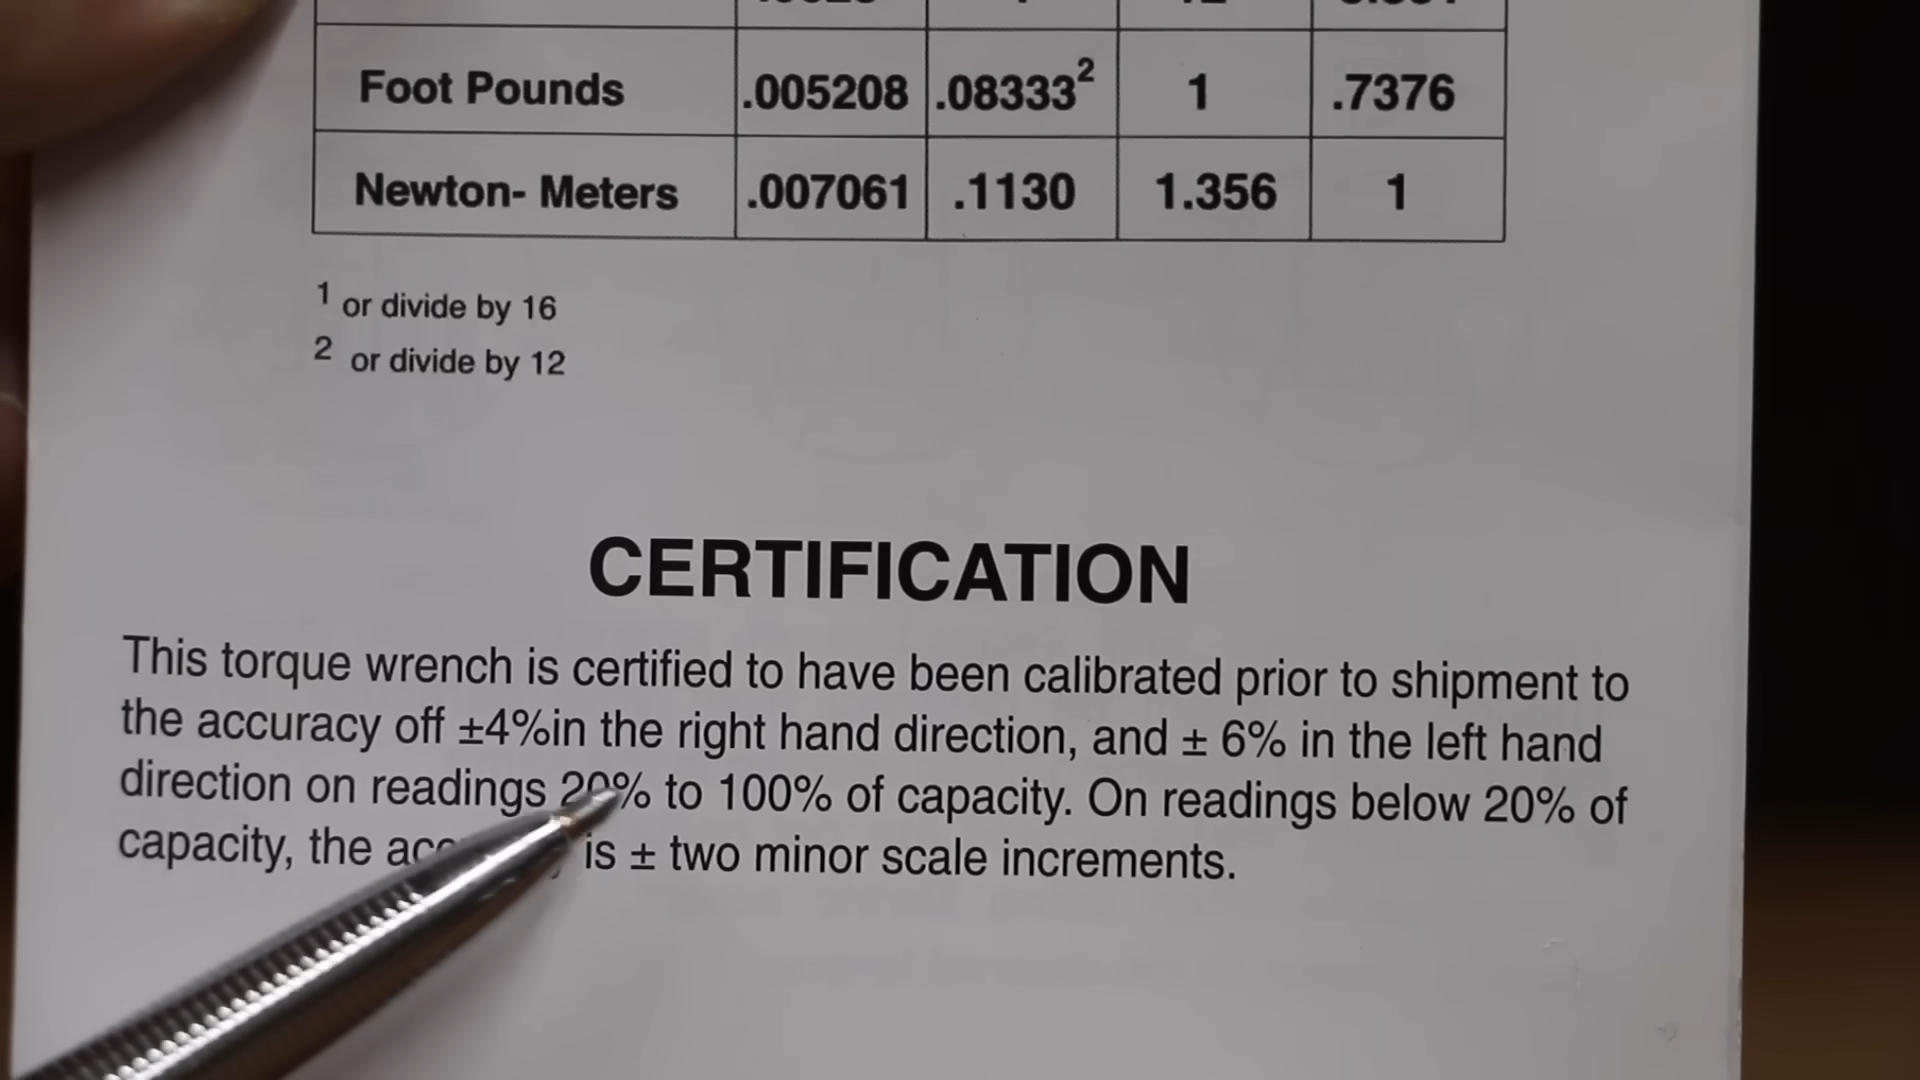 Foot Pounds .005208 .08333² 1 .7376
Newton- Meters .007061 .1130 1.356 1
1 or divide by 16
2 or divide by 12
CERTIFICATION
This torque wrench is certified to have been calibrated prior to shipment to
the accuracy off ±4%in the right hand direction, and ± 6% in the left hand
direction on readings 20% to 100% of capacity. On readings below 20% of
capacity, the is ± two minor scale increments.